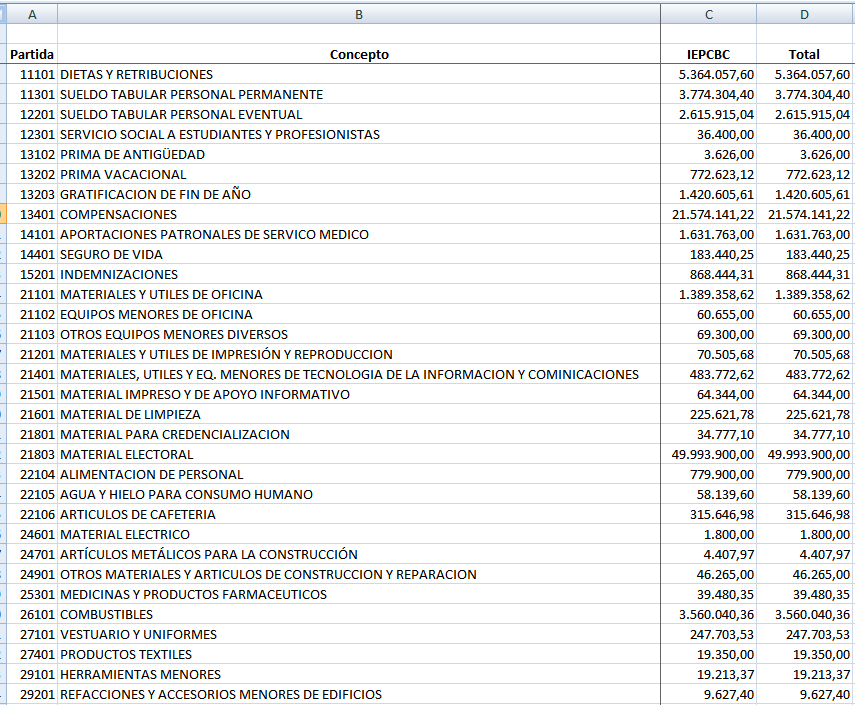 A B C D
Partida Concepto IEPCBC Total
11101 DIETAS Y RETRIBUCIONES 5.364.057,60 5.364.057,60
11301 SUELDO TABULAR PERSONAL PERMANENTE 3.774.304,40 3.774.304,40
12201 SUELDO TABULAR PERSONAL EVENTUAL 2.615.915,04 2.615.915,04
12301 SERVICIO SOCIAL A ESTUDIANTES Y PROFESIONISTAS 36.400,00 36.400,00
13102 PRIMA DE ANTIGÜEDAD 3.626,00 3.626,00
13202 PRIMA VACACIONAL 772.623,12 772.623,12
13203 GRATIFICACION DE FIN DE AÑO 1.420.605,61 1.420.605,61
13401 COMPENSACIONES 21.574.141,22 21.574.141,22
14101 APORTACIONES PATRONALES DE SERVICO MEDICO 1.631.763,00 1.631.763,00
14401 SEGURO DE VIDA 183.440,25 183.440,25
15201 INDEMNIZACIONES 868.444,31 868.444,31
21101 MATERIALES Y UTILES DE OFICINA 1.389.358,62 1.389.358,62
21102 EQUIPOS MENORES DE OFICINA 60.655,00 60.655,00
21103 OTROS EQUIPOS MENORES DIVERSOS 69.300,00 69.300,00
21201 MATERIALES Y UTILES DE IMPRESIÓN Y REPRODUCCION 70.505,68 70.505,68
21401 MATERIALES, UTILES Y EQ. MENORES DE TECNOLOGIA DE LA INFORMACION Y COMINICACIONES 483.772,62 483.772,62
21501 MATERIAL IMPRESO Y DE APOYO INFORMATIVO 64.344,00 64.344,00
21601 MATERIAL DE LIMPIEZA 225.621,78 225.621,78
21801 MATERIAL PARA CREDENCIALIZACION 34.777,10 34.777,10
21803 MATERIAL ELECTORAL 49.993.900,00 49.993.900,00
22104 ALIMENTACION DE PERSONAL 779.900,00 779.900,00
22105 AGUA Y HIELO PARA CONSUMO HUMANO 58.139,60 58.139,60
22106 ARTICULOS DE CAFETERIA 315.646,98 315.646,98
24601 MATERIAL ELECTRICO 1.800,00 1.800,00
24701 ARTÍCULOS METÁLICOS PARA LA CONSTRUCCIÓN 4.407,97 4.407,97
24901 OTROS MATERIALES Y ARTICULOS DE CONSTRUCCION Y REPARACION 46.265,00 46.265,00
25301 MEDICINAS Y PRODUCTOS FARMACEUTICOS 39.480,35 39.480,35
26101 COMBUSTIBLES 3.560.040,36 3.560.040,36
27101 VESTUARIO Y UNIFORMES 247.703,53 247.703,53
27401 PRODUCTOS TEXTILES 19.350,00 19.350,00
29101 HERRAMIENTAS MENORES 19.213,37 19.213,37
29201 REFACCIONES Y ACCESORIOS MENORES DE EDIFICIOS 9.627,40 9.627,40